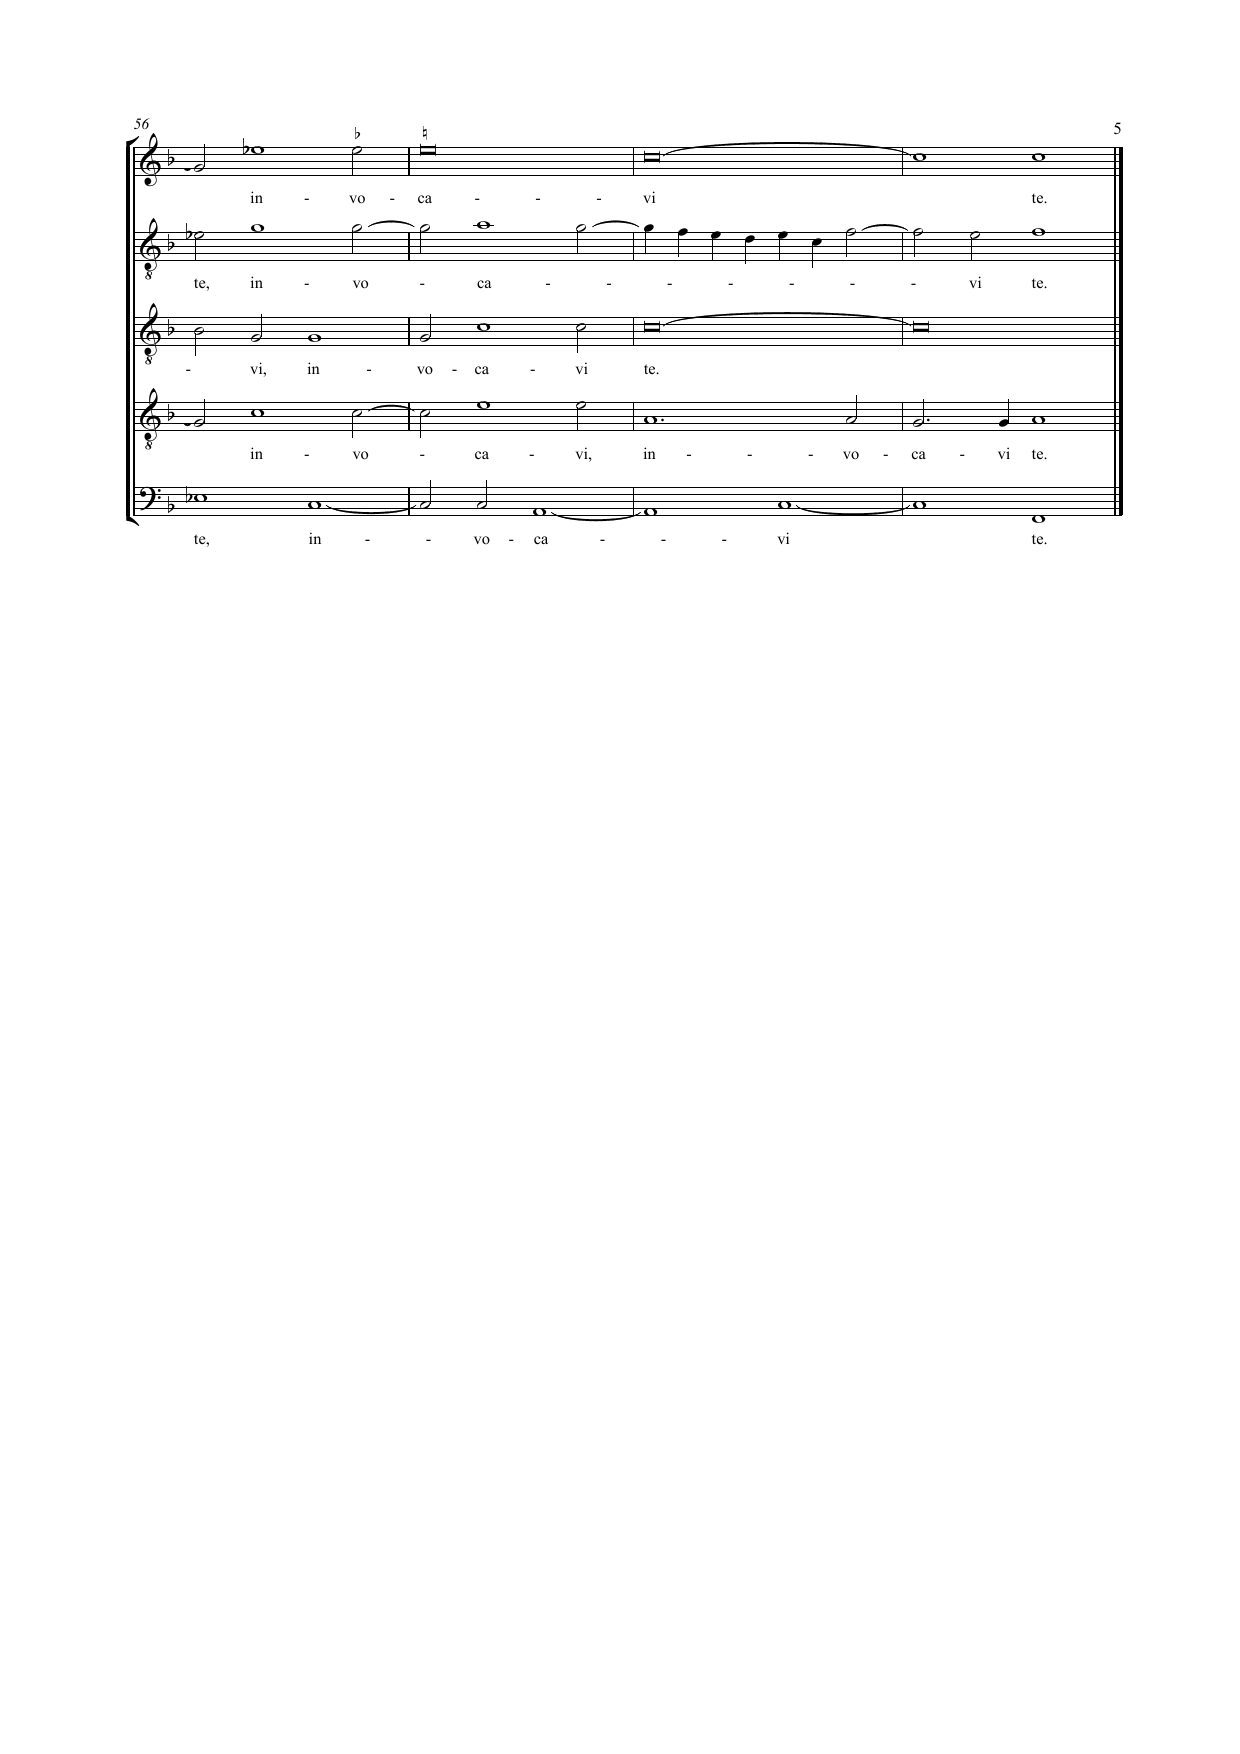 56
5
in - vo - ca - - - vi te.
te, in - vo - ca - - - - - - - vi te.
- vi, in - vo - ca - vi te.
in - vo - ca - vi, in - - - vo - ca - vi te.
te, in - - vo - ca - - - vi te.